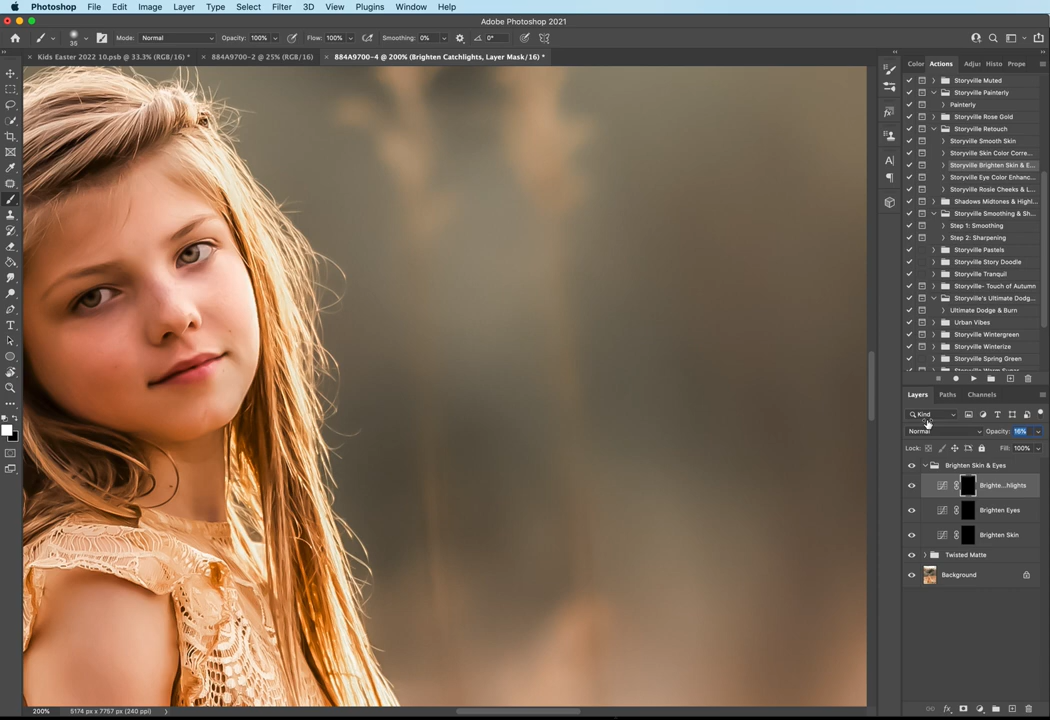 Photoshop File Edit Image Layer Type Select Filter 3D View Plugins Window Help
Adobe Photoshop 2021
35 Mode: Normal Opacity: 100% Flow: 100% Smoothing: 0% 0°
Kids Easter 2022 10.psb @ 33.3% (RGB/16) * 884A9700-2 @ 25% (RGB/16) 884A9700-4 @ 200% (Brighten Catchlights, Layer Mask/16) *
Color Actions Adju Histo Prope
Storyville Muted
Storyville Painterly
Painterly
Storyville Rose Gold
Storyville Retouch
Storyville Smooth Skin
Storyville Skin Color Corre...
Storyville Brighten Skin & E...
Storyville Eye Color Enhanc...
Storyville Rosie Cheeks & L...
Shadows Midtones & Highl...
Storyville Smoothing & Sh...
Step 1: Smoothing
Step 2: Sharpening
Storyville Pastels
Storyville Story Doodle
Storyville Tranquil
Storyville- Touch of Autumn
Storyville's Ultimate Dodg...
Ultimate Dodge & Burn
Urban Vibes
Storyville Wintergreen
Storyville Winterize
Storyville Spring Green
Layers Paths Channels
Kind
Normal Opacity: 16%
Lock: Fill: 100%
Brighten Skin & Eyes
Brighte...hlights
Brighten Eyes
Brighten Skin
Twisted Matte
Background
200% 5174 px x 7757 px (240 ppi)